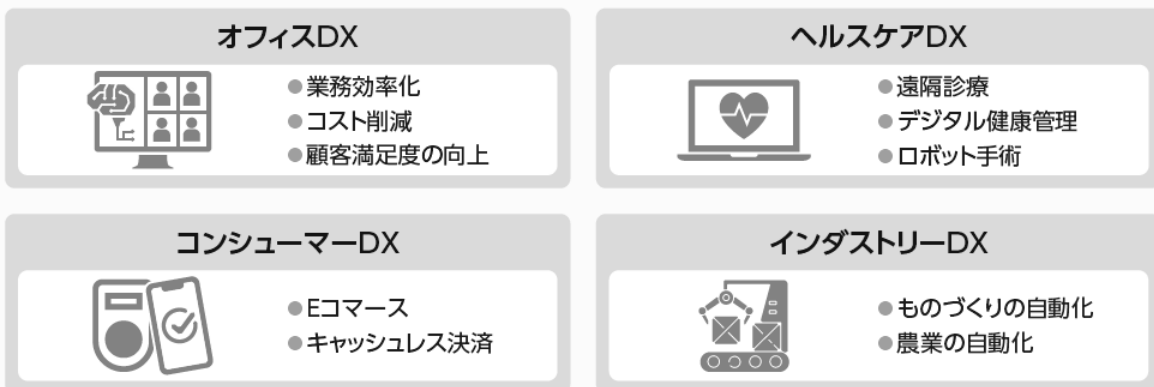 オフィスDX
●業務効率化
●コスト削減
●顧客満足度の向上
ヘルスケアDX
●遠隔診療
●デジタル健康管理
●ロボット手術
コンシューマーDX
●Eコマース
●キャッシュレス決済
インダストリーDX
●ものづくりの自動化
●農業の自動化